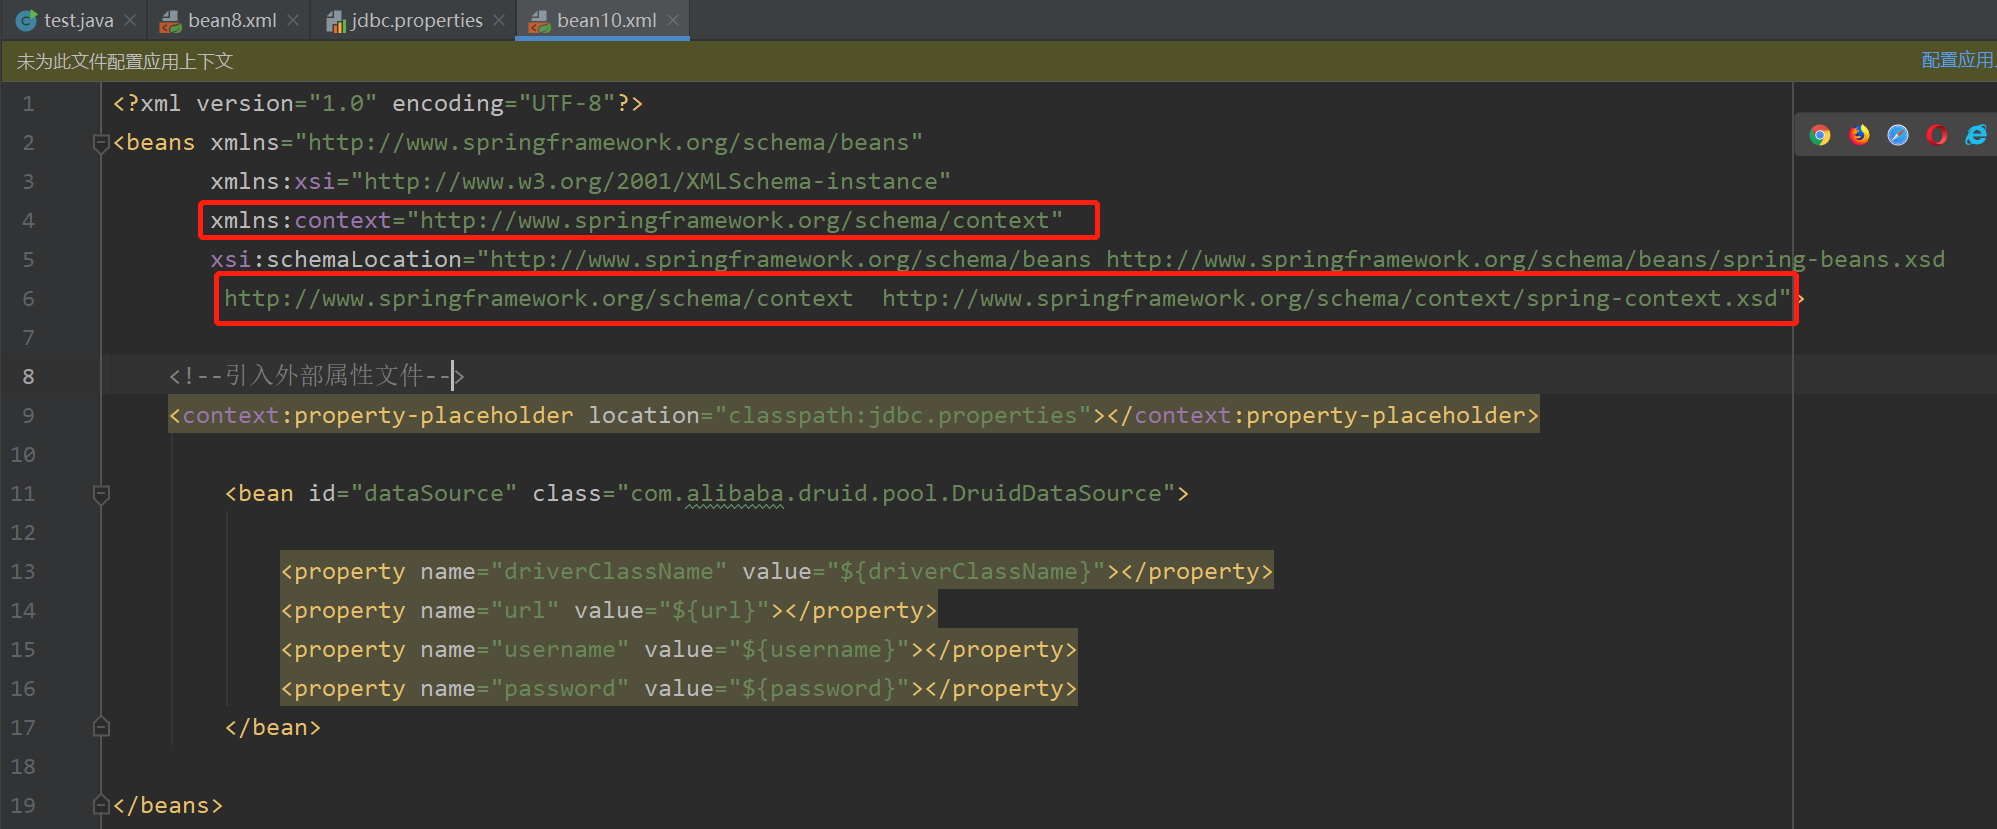 test.java
bean8.xml
jdbc.properties
bean10.xml
未为此文件配置应用上下文
配置应用
1 <?xml version="1.0" encoding="UTF-8"?>
2 <beans xmlns="http://www.springframework.org/schema/beans"
3 xmlns:xsi="http://www.w3.org/2001/XMLSchema-instance"
4 xmlns:context="http://www.springframework.org/schema/context"
5 xsi:schemaLocation="http://www.springframework.org/schema/beans http://www.springframework.org/schema/beans/spring-beans.xsd
6 http://www.springframework.org/schema/context  http://www.springframework.org/schema/context/spring-context.xsd">
7
8 <!--引入外部属性文件-->
9 <context:property-placeholder location="classpath:jdbc.properties"></context:property-placeholder>
10
11 <bean id="dataSource" class="com.alibaba.druid.pool.DruidDataSource">
12
13 <property name="driverClassName" value="${driverClassName}"></property>
14 <property name="url" value="${url}"></property>
15 <property name="username" value="${username}"></property>
16 <property name="password" value="${password}"></property>
17 </bean>
18
19 </beans>